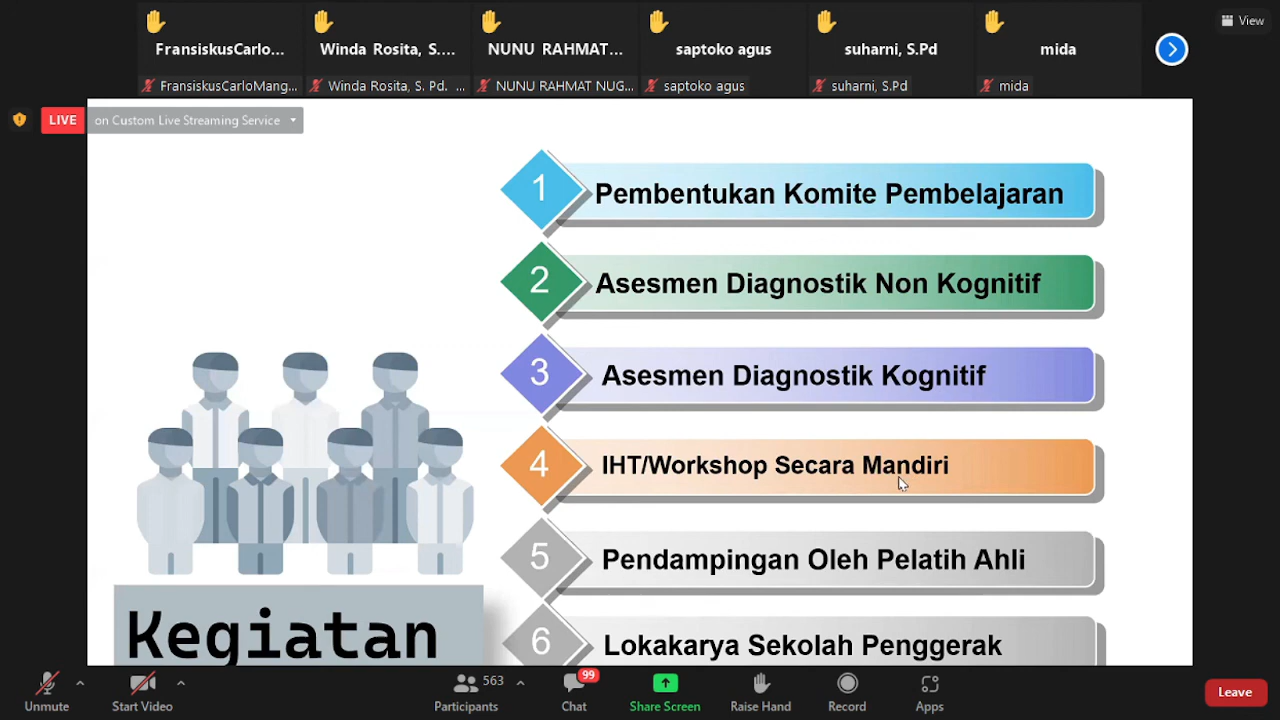 FransiskusCarlo...
Winda Rosita, S....
NUNU RAHMAT...
saptoko agus
suharni, S.Pd
mida
View
FransiskusCarloMang...
Winda Rosita, S. Pd. ...
NUNU RAHMAT NUG...
saptoko agus
suharni, S.Pd
mida
LIVE
on Custom Live Streaming Service
1
Pembentukan Komite Pembelajaran
2
Asesmen Diagnostik Non Kognitif
3
Asesmen Diagnostik Kognitif
4
IHT/Workshop Secara Mandiri
5
Pendampingan Oleh Pelatih Ahli
6
Lokakarya Sekolah Penggerak
Kegiatan
Unmute
Start Video
563
Participants
99
Chat
Share Screen
Raise Hand
Record
Apps
Leave